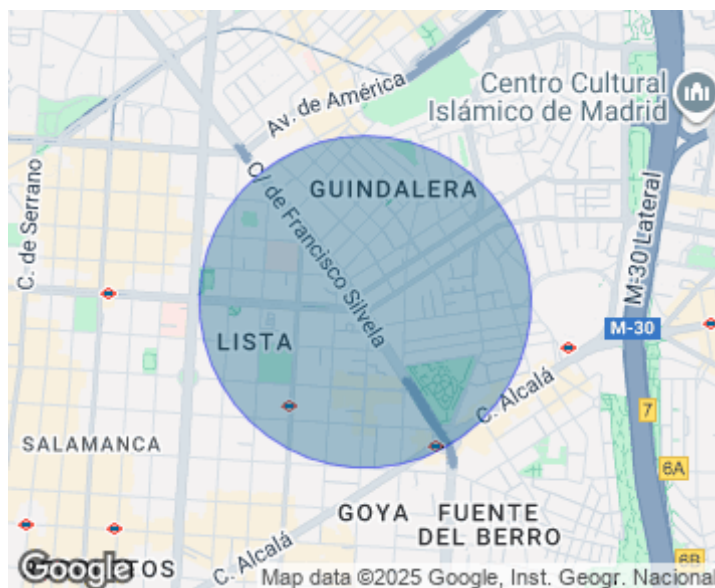 Centro Cultural
Islámico de Madrid
Av. de América
C. de Serrano
C/ de Francisco Silvela
GUINDALERA
M-30 Lateral
LISTA
M-30
C. Alcalá
7
SALAMANCA
6A
GOYA
FUENTE
DEL BERRO
C. Alcalá
6B
Google
Map data ©2025 Google, Inst. Geogr. Nacional